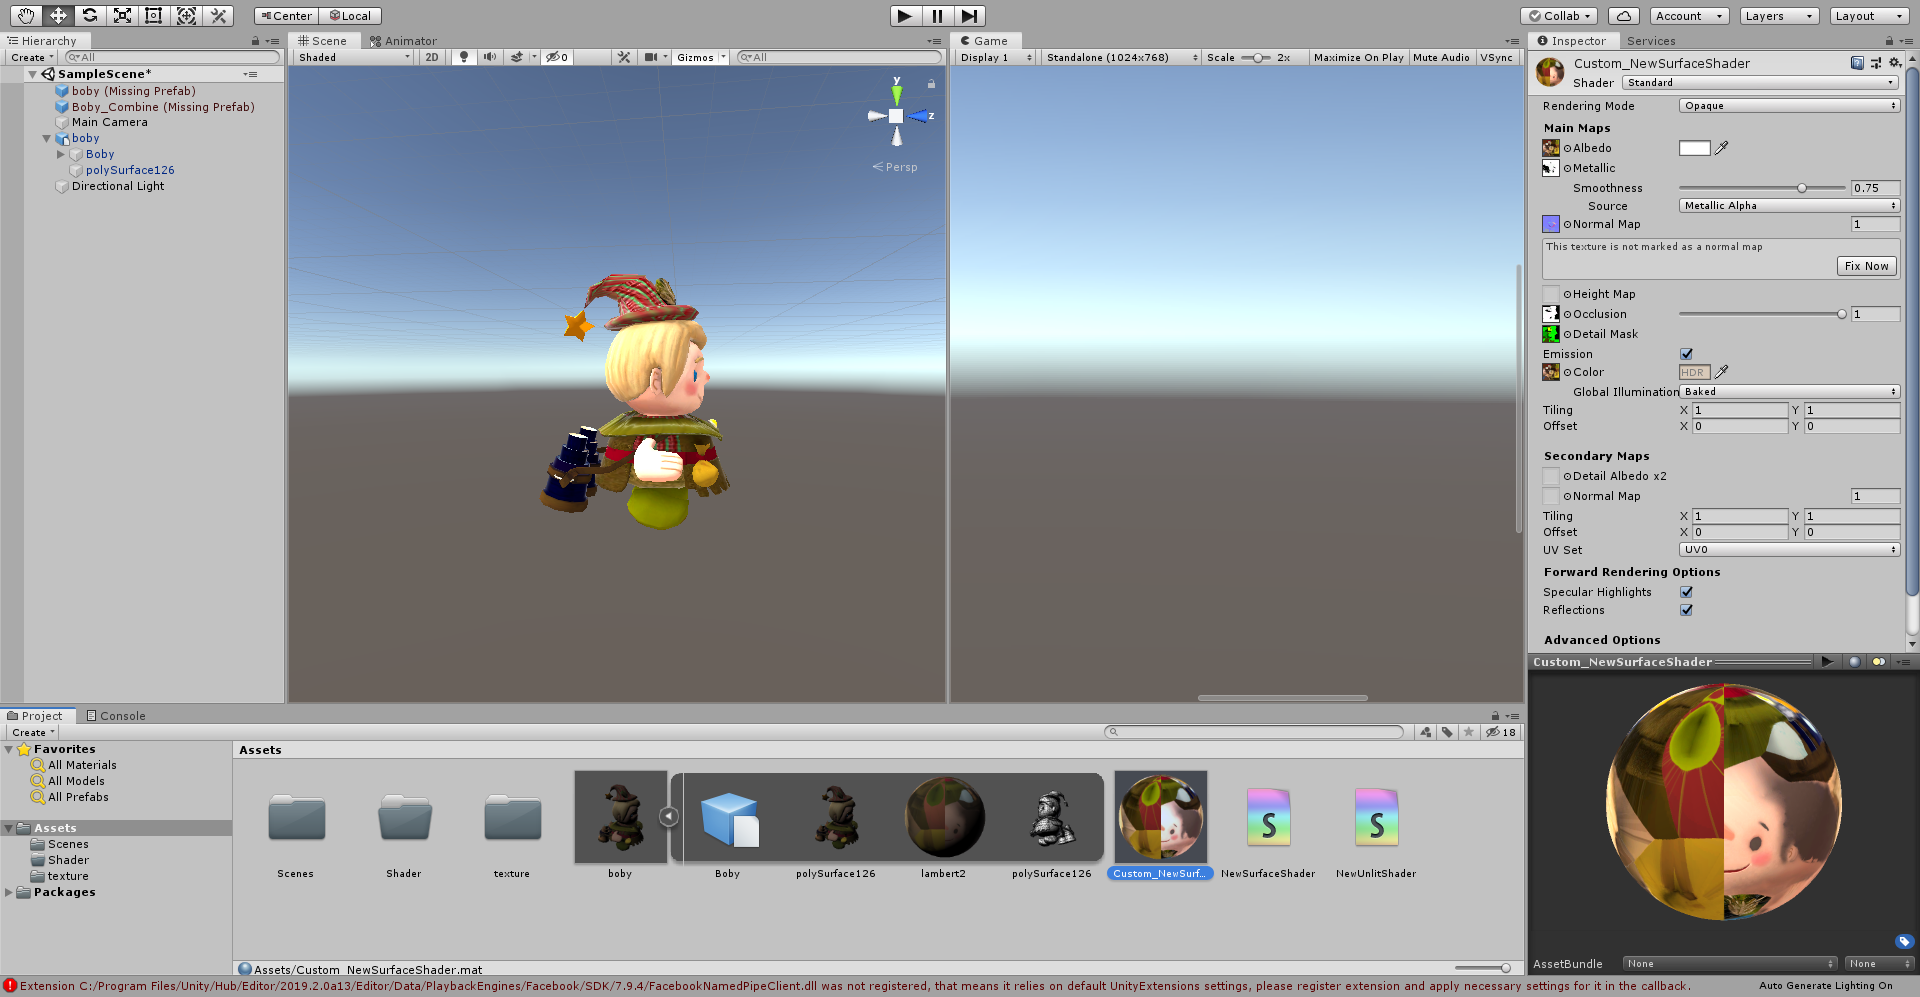 Center Local
Collab Account Layers Layout
Hierarchy
Create All
SampleScene*
boby (Missing Prefab)
Boby_Combine (Missing Prefab)
Main Camera
boby
Boby
polySurface126
Directional Light
Scene Animator
Shaded 2D 0 Gizmos All
y
z
Persp
Game
Display 1 Standalone (1024x768) Scale 2x Maximize On Play Mute Audio VSync
Inspector Services
Custom_NewSurfaceShader
Shader Standard
Rendering Mode Opaque
Main Maps
Albedo
Metallic
Smoothness 0.75
Source Metallic Alpha
Normal Map 1
This texture is not marked as a normal map
Fix Now
Height Map
Occlusion 1
Detail Mask
Emission
Color HDR
Global Illumination Baked
Tiling X 1 Y 1
Offset X 0 Y 0
Secondary Maps
Detail Albedo x2
Normal Map 1
Tiling X 1 Y 1
Offset X 0 Y 0
UV Set UV0
Forward Rendering Options
Specular Highlights
Reflections
Advanced Options
Custom_NewSurfaceShader
AssetBundle None None
Project Console
Create 18
Favorites
All Materials
All Models
All Prefabs
Assets
Scenes
Shader
texture
Packages
Assets
S S
Scenes Shader texture boby Boby polySurface126 lambert2 polySurface126 Custom_NewSurf... NewSurfaceShader NewUnlitShader
Assets/Custom_NewSurfaceShader.mat
Extension C:/Program Files/Unity/Hub/Editor/2019.2.0a13/Editor/Data/PlaybackEngines/Facebook/SDK/7.9.4/FacebookNamedPipeClient.dll was not registered, that means it relies on default UnityExtensions settings, please register extension and apply necessary settings for it in the callback.
Auto Generate Lighting On